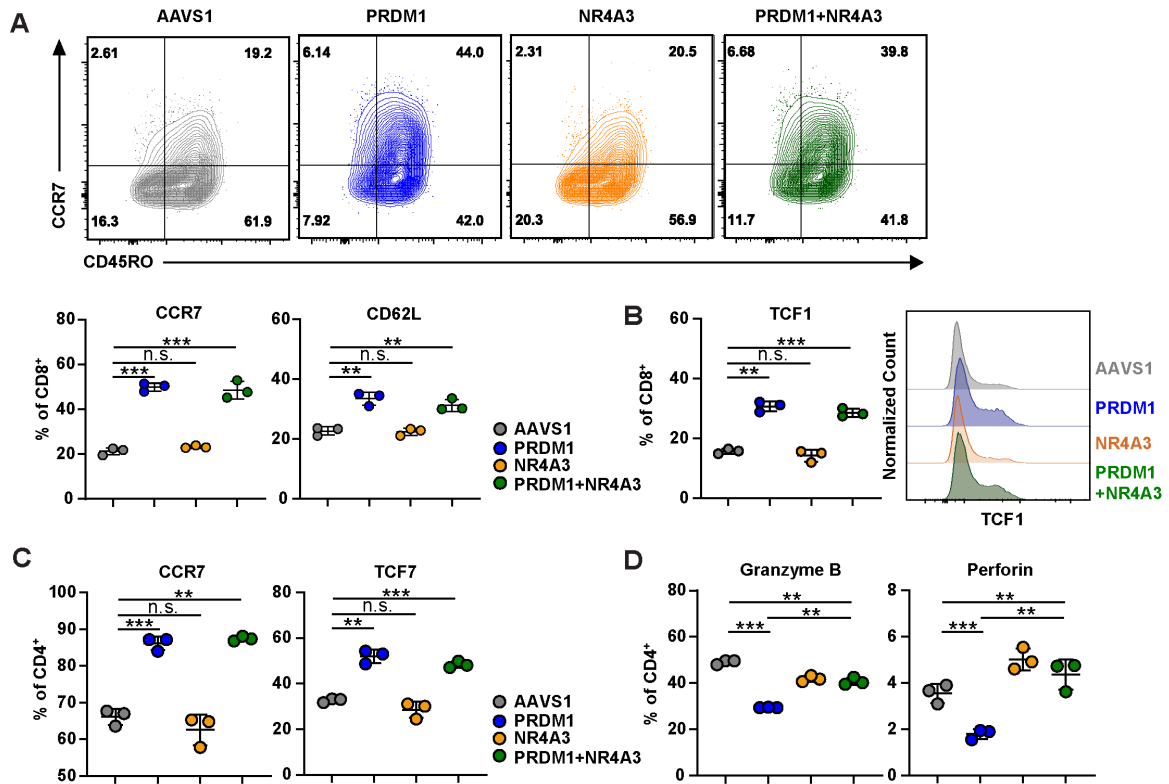 A
AAVS1
PRDM1
NR4A3
PRDM1+NR4A3
2.61
19.2
16.3
61.9
6.14
44.0
7.92
42.0
2.31
20.5
20.3
56.9
6.68
39.8
11.7
41.8
CCR7
CD45RO
CCR7
% of CD8+
80
60
40
20
0
***
n.s.
***
CD62L
60
40
20
0
**
n.s.
**
AAVS1
PRDM1
NR4A3
PRDM1+NR4A3
B
TCF1
% of CD8+
60
40
20
0
***
n.s.
**
Normalized Count
TCF1
AAVS1
PRDM1
NR4A3
PRDM1
+NR4A3
C
CCR7
% of CD4+
100
90
80
70
60
50
**
n.s.
***
TCF7
80
60
40
20
0
***
n.s.
**
AAVS1
PRDM1
NR4A3
PRDM1+NR4A3
D
Granzyme B
% of CD4+
80
60
40
20
0
**
**
***
Perforin
8
6
4
2
0
**
**
***